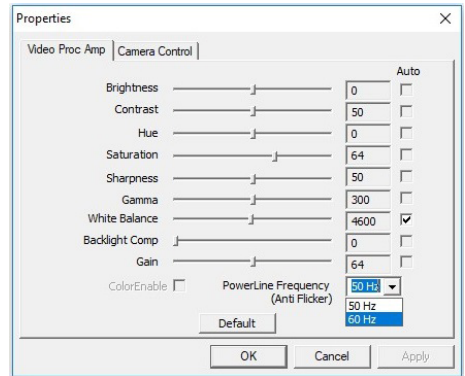 Properties
Video Proc Amp Camera Control
Auto
Brightness 0
Contrast 50
Hue 0
Saturation 64
Sharpness 50
Gamma 300
White Balance 4600
Backlight Comp 0
Gain 64
ColorEnable PowerLine Frequency 50 Hz
(Anti Flicker) 50 Hz
60 Hz
Default
OK Cancel Apply